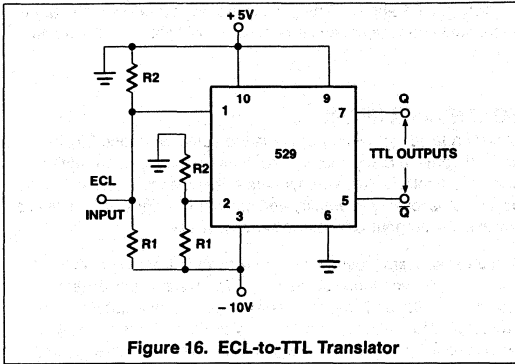 + 5V
R2
10
9
1
7
Q
R2
529
TTL OUTPUTS
ECL
INPUT
2
5
Q̅
R1
R1
3
6
– 10V
Figure 16. ECL-to-TTL Translator